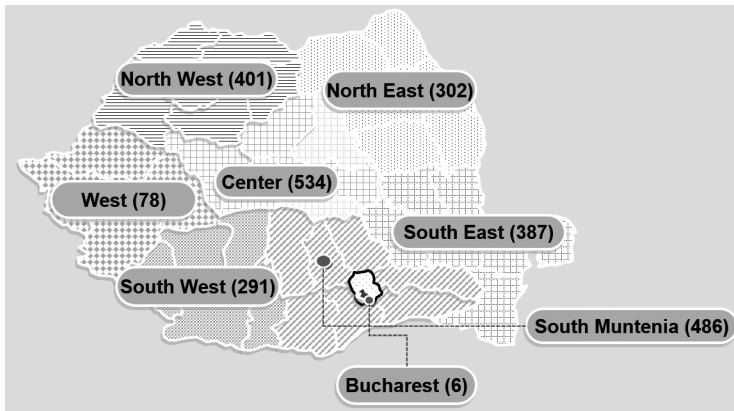 North West (401)
North East (302)
Center (534)
West (78)
South East (387)
South West (291)
South Muntenia (486)
Bucharest (6)